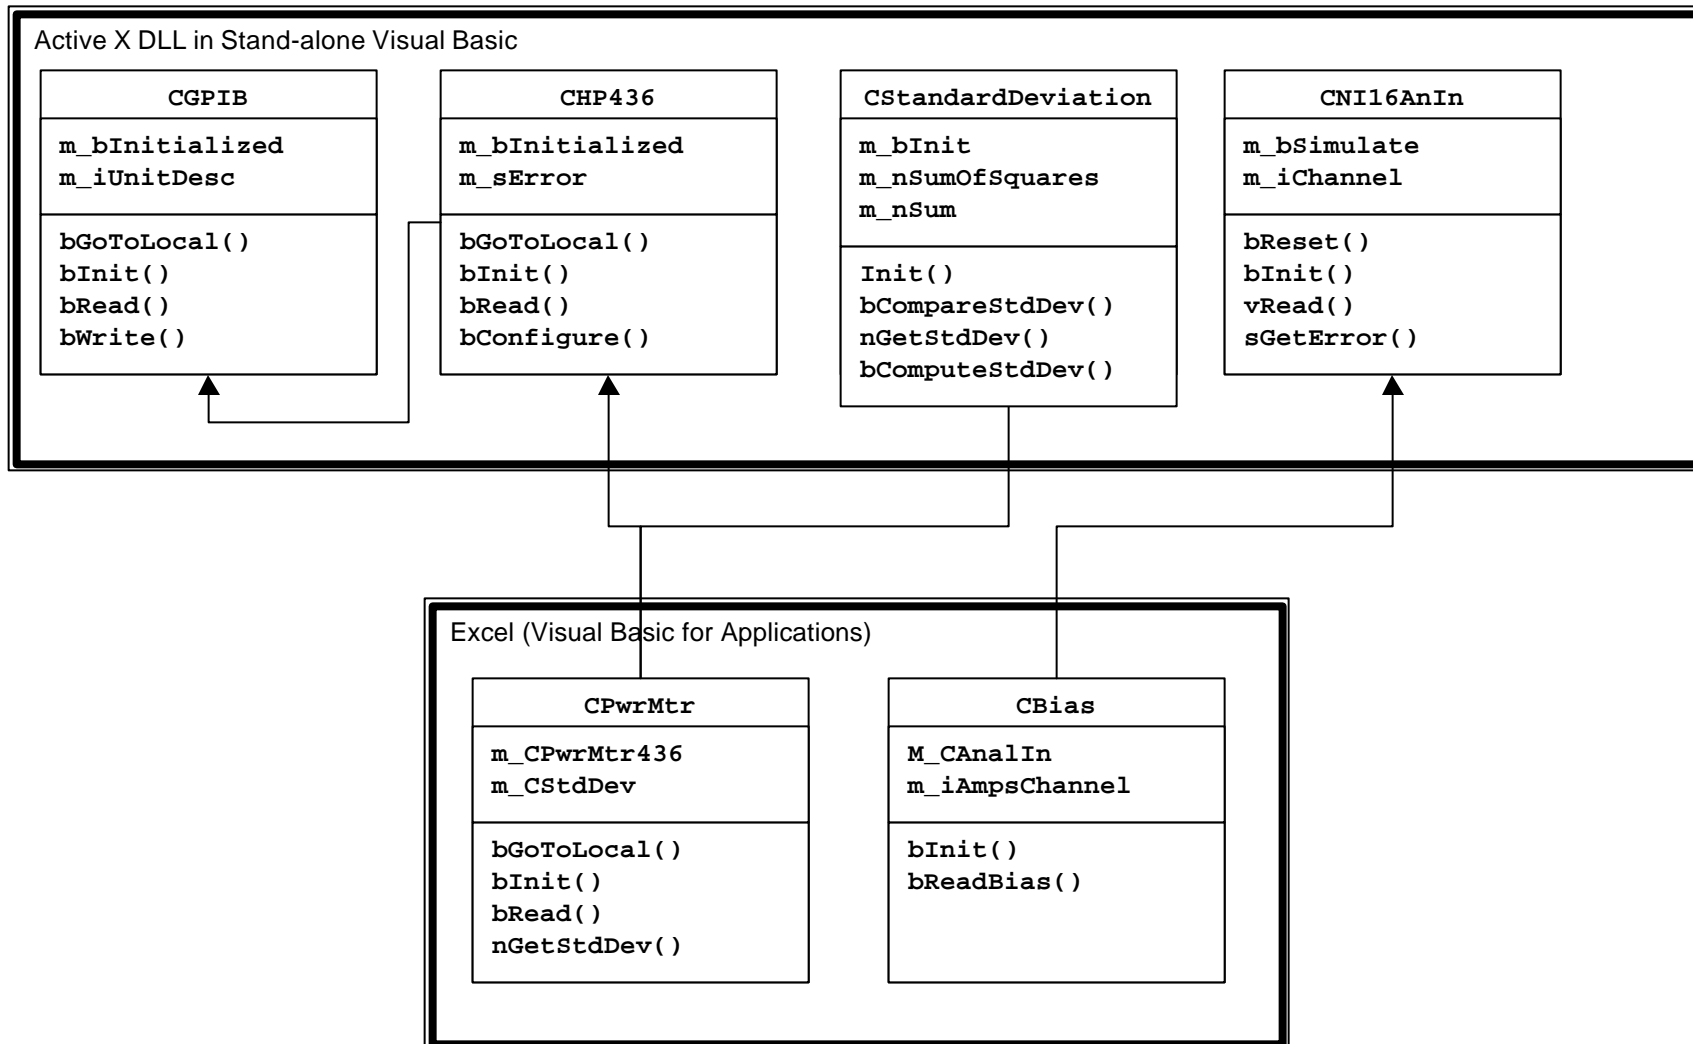 Active X DLL in Stand-alone Visual Basic
CGPIB
m_bInitialized
m_iUnitDesc
bGoToLocal()
bInit()
bRead()
bWrite()
CHP436
m_bInitialized
m_sError
bGoToLocal()
bInit()
bRead()
bConfigure()
CStandardDeviation
m_bInit
m_nSumOfSquares
m_nSum
Init()
bCompareStdDev()
nGetStdDev()
bComputeStdDev()
CNI16AnIn
m_bSimulate
m_iChannel
bReset()
bInit()
vRead()
sGetError()
Excel (Visual Basic for Applications)
CPwrMtr
m_CPwrMtr436
m_CStdDev
bGoToLocal()
bInit()
bRead()
nGetStdDev()
CBias
M_CAnalIn
m_iAmpsChannel
bInit()
bReadBias()